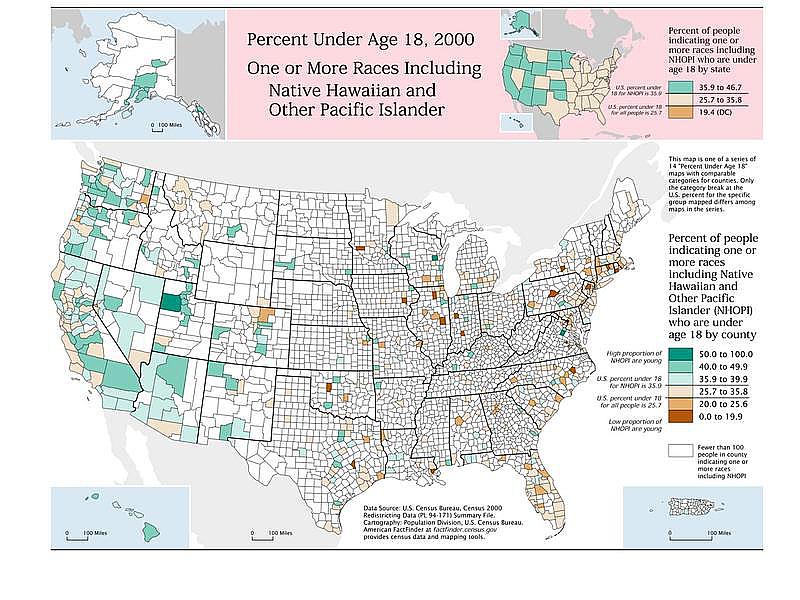 Percent Under Age 18, 2000
One or More Races Including
Native Hawaiian and
Other Pacific Islander
0 100 Miles
U.S. percent under
18 for NHOPI is 35.9
U.S. percent under 18
for all people is 25.7
Percent of people
indicating one or
more races including
NHOPI who are under
age 18 by state
35.9 to 46.7
25.7 to 35.8
19.4 (DC)
This map is one of a series of
14 "Percent Under Age 18"
maps with comparable
categories for counties. Only
the category break at the
U.S. percent for the specific
group mapped differs among
maps in the series.
Percent of people
indicating one or
more races
including Native
Hawaiian and
Other Pacific
Islander (NHOPI)
who are under
age 18 by county
High proportion of
NHOPI are young
U.S. percent under 18
for NHOPI is 35.9
U.S. percent under 18
for all people is 25.7
Low proportion of
NHOPI are young
50.0 to 100.0
40.0 to 49.9
35.9 to 39.9
25.7 to 35.8
20.0 to 25.6
0.0 to 19.9
Fewer than 100
people in county
indicating one or
more races
including NHOPI
Data Source: U.S. Census Bureau, Census 2000
Redistricting Data (PL 94-171) Summary File.
Cartography: Population Division, U.S. Census Bureau.
American FactFinder at factfinder.census.gov
provides census data and mapping tools.
0 100 Miles
0 100 Miles
0 100 Miles